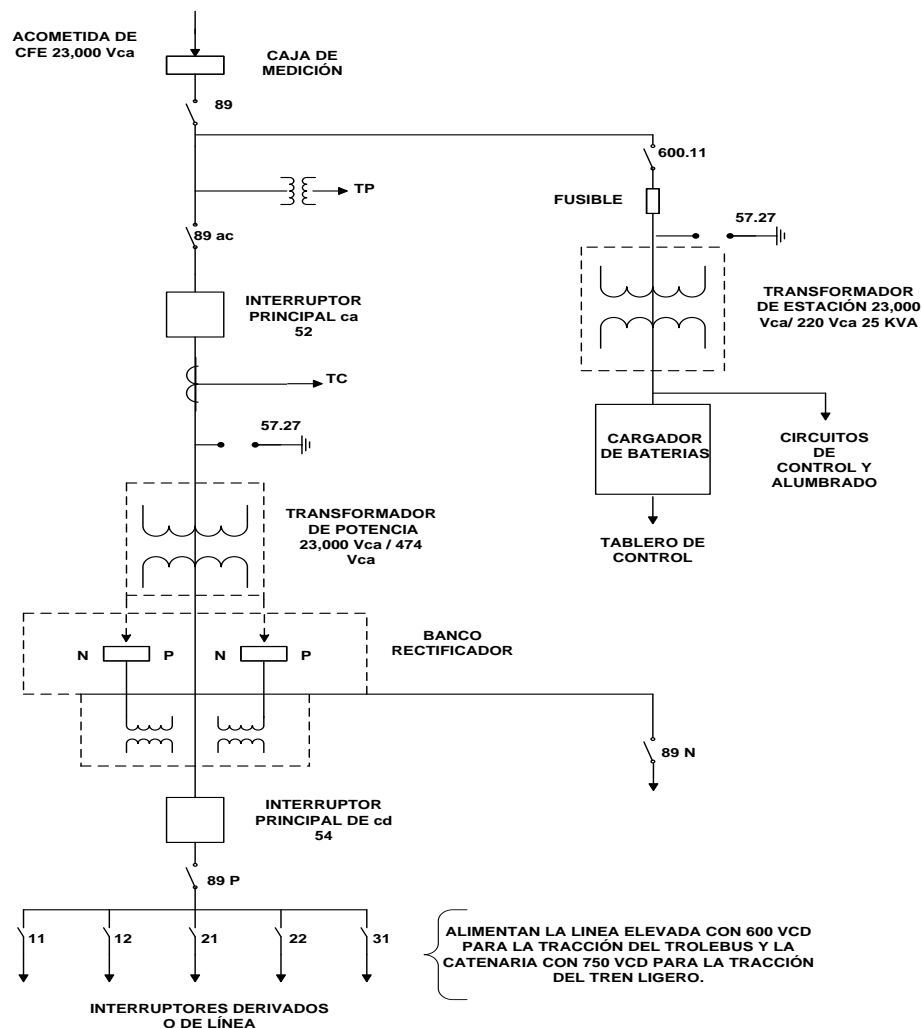 ACOMETIDA DE
CFE 23,000 Vca
CAJA DE
MEDICIÓN
89
600.11
TP
FUSIBLE
57.27
89 ac
TRANSFORMADOR
DE ESTACIÓN 23,000
Vca/ 220 Vca 25 KVA
INTERRUPTOR
PRINCIPAL ca
52
TC
57.27
CARGADOR
DE BATERIAS
CIRCUITOS
DE
CONTROL Y
ALUMBRADO
TRANSFORMADOR
DE POTENCIA
23,000 Vca / 474
Vca
TABLERO DE
CONTROL
BANCO
RECTIFICADOR
N
P
N
P
89 N
INTERRUPTOR
PRINCIPAL DE cd
54
89 P
11
12
21
22
31
ALIMENTAN LA LINEA ELEVADA CON 600 VCD
PARA LA TRACCIÓN DEL TROLEBUS Y LA
CATENARIA CON 750 VCD PARA LA TRACCIÓN
DEL TREN LIGERO.
INTERRUPTORES DERIVADOS
O DE LÍNEA